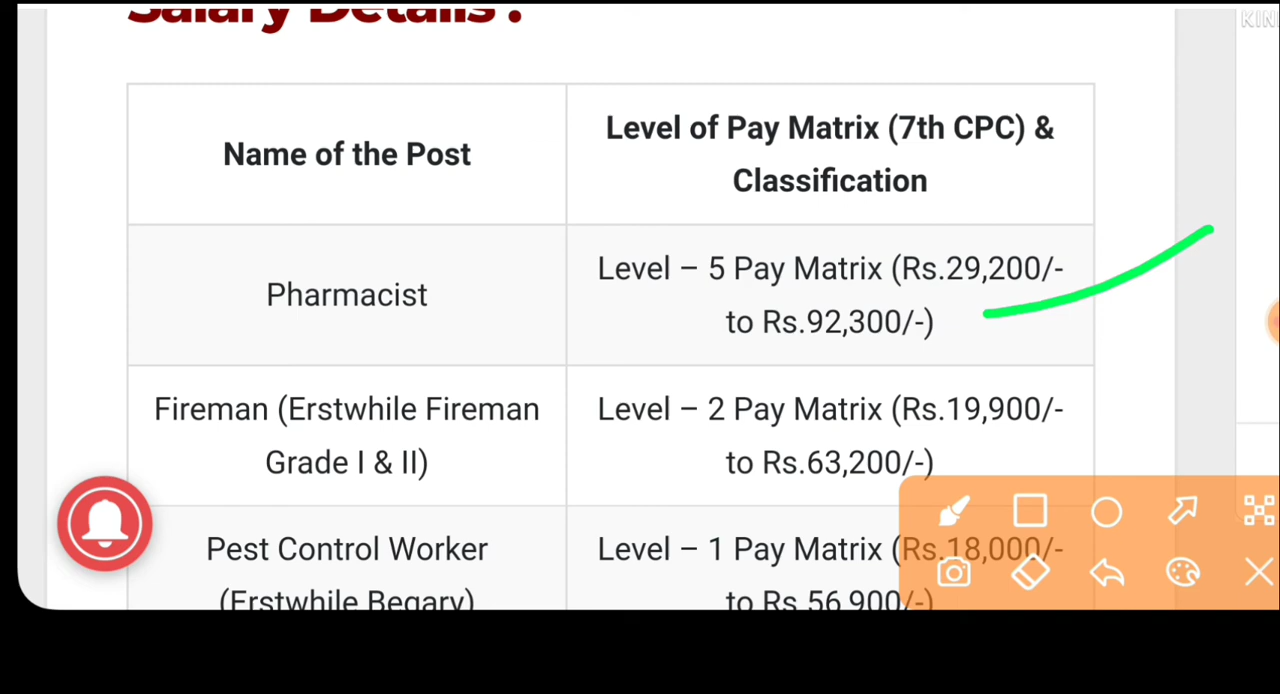 Salary Details :
KIN
Name of the Post
Level of Pay Matrix (7th CPC) &
Classification
Pharmacist
Level – 5 Pay Matrix (Rs.29,200/-
to Rs.92,300/-)
Fireman (Erstwhile Fireman
Grade I & II)
Level – 2 Pay Matrix (Rs.19,900/-
to Rs.63,200/-)
Pest Control Worker
(Erstwhile Begary)
Level – 1 Pay Matrix (Rs.18,000/-
to Rs.56,900/-)